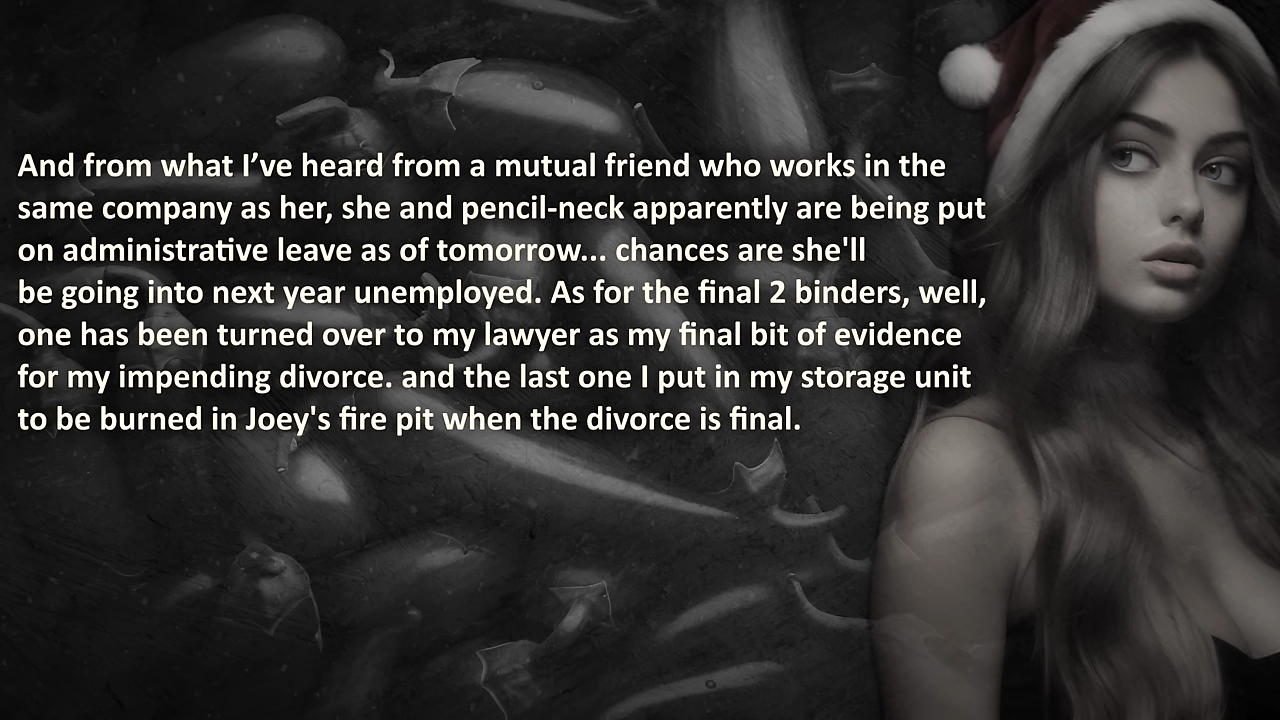 And from what I’ve heard from a mutual friend who works in the
same company as her, she and pencil-neck apparently are being put
on administrative leave as of tomorrow... chances are she'll
be going into next year unemployed. As for the final 2 binders, well,
one has been turned over to my lawyer as my final bit of evidence
for my impending divorce. and the last one I put in my storage unit
to be burned in Joey's fire pit when the divorce is final.